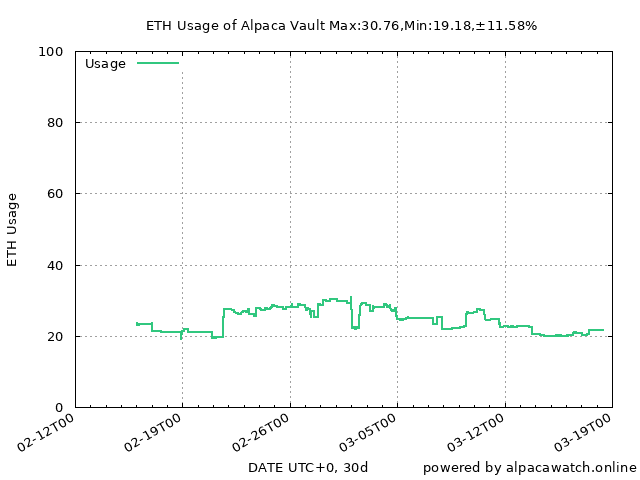 ETH Usage of Alpaca Vault Max:30.76,Min:19.18,±11.58%
Usage
100
80
60
40
20
0
ETH Usage
02-12T00
02-19T00
02-26T00
03-05T00
03-12T00
03-19T00
DATE UTC+0, 30d
powered by alpacawatch.online